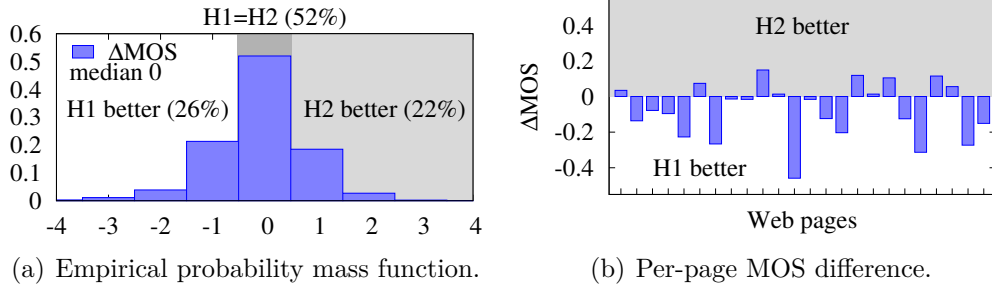 H1=H2 (52%)
0.6
0.5
0.4
0.3
0.2
0.1
0
ΔMOS
median 0
H1 better (26%)
H2 better (22%)
-4 -3 -2 -1 0 1 2 3 4
(a) Empirical probability mass function.
ΔMOS
0.4
0.2
0
-0.2
-0.4
H2 better
H1 better
Web pages
(b) Per-page MOS difference.